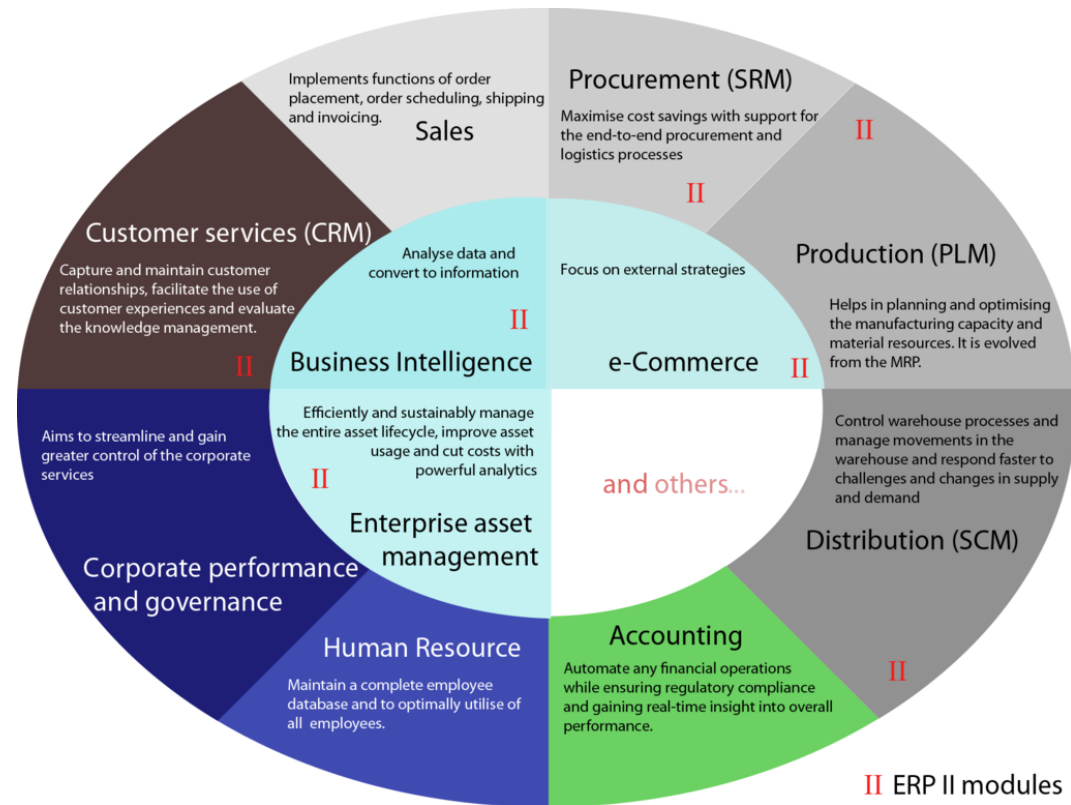 Implements functions of order
placement, order scheduling, shipping
and invoicing.
Sales
Procurement (SRM)
Maximise cost savings with support for
the end-to-end procurement and
logistics processes
II
II
Production (PLM)
Helps in planning and optimising
the manufacturing capacity and
material resources. It is evolved
from the MRP.
Customer services (CRM)
Capture and maintain customer
relationships, facilitate the use of
customer experiences and evaluate
the knowledge management.
II
Analyse data and
convert to information
II
Business Intelligence
Focus on external strategies
e-Commerce
II
Aims to streamline and gain
greater control of the corporate
services
Corporate performance
and governance
Efficiently and sustainably manage
the entire asset lifecycle, improve asset
usage and cut costs with
powerful analytics
II
Enterprise asset
management
and others...
Control warehouse processes and
manage movements in the
warehouse and respond faster to
challenges and changes in supply
and demand
Distribution (SCM)
II
Human Resource
Maintain a complete employee
database and to optimally utilise of
all employees.
Accounting
Automate any financial operations
while ensuring regulatory compliance
and gaining real-time insight into overall
performance.
II ERP II modules